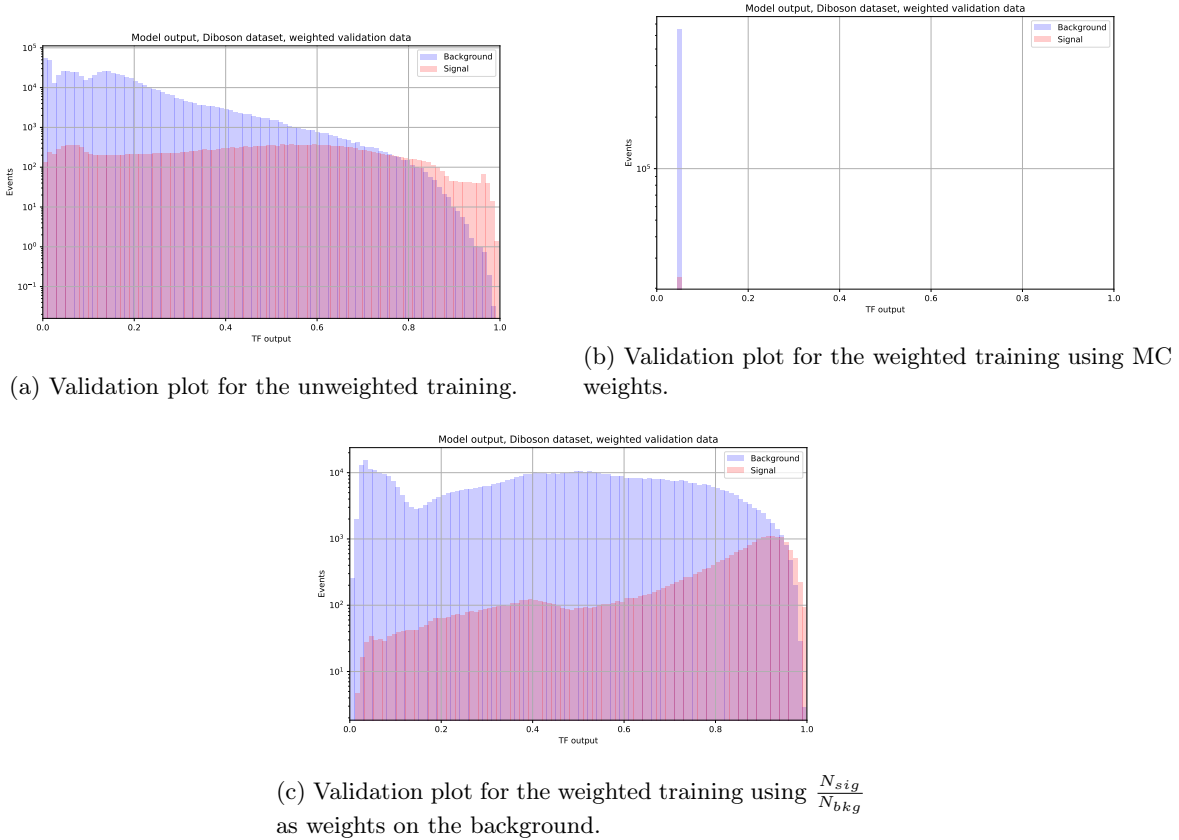 Model output, Diboson dataset, weighted validation data
Background
Signal
10^5
10^4
10^3
10^2
10^1
10^0
10^-1
Events
0.0 0.2 0.4 0.6 0.8 1.0
TF output
(a) Validation plot for the unweighted training.
Model output, Diboson dataset, weighted validation data
Background
Signal
10^5
Events
0.0 0.2 0.4 0.6 0.8 1.0
TF output
(b) Validation plot for the weighted training using MC
weights.
Model output, Diboson dataset, weighted validation data
Background
Signal
10^4
10^3
10^2
10^1
Events
0.0 0.2 0.4 0.6 0.8 1.0
TF output
(c) Validation plot for the weighted training using N_sig/N_bkg
as weights on the background.